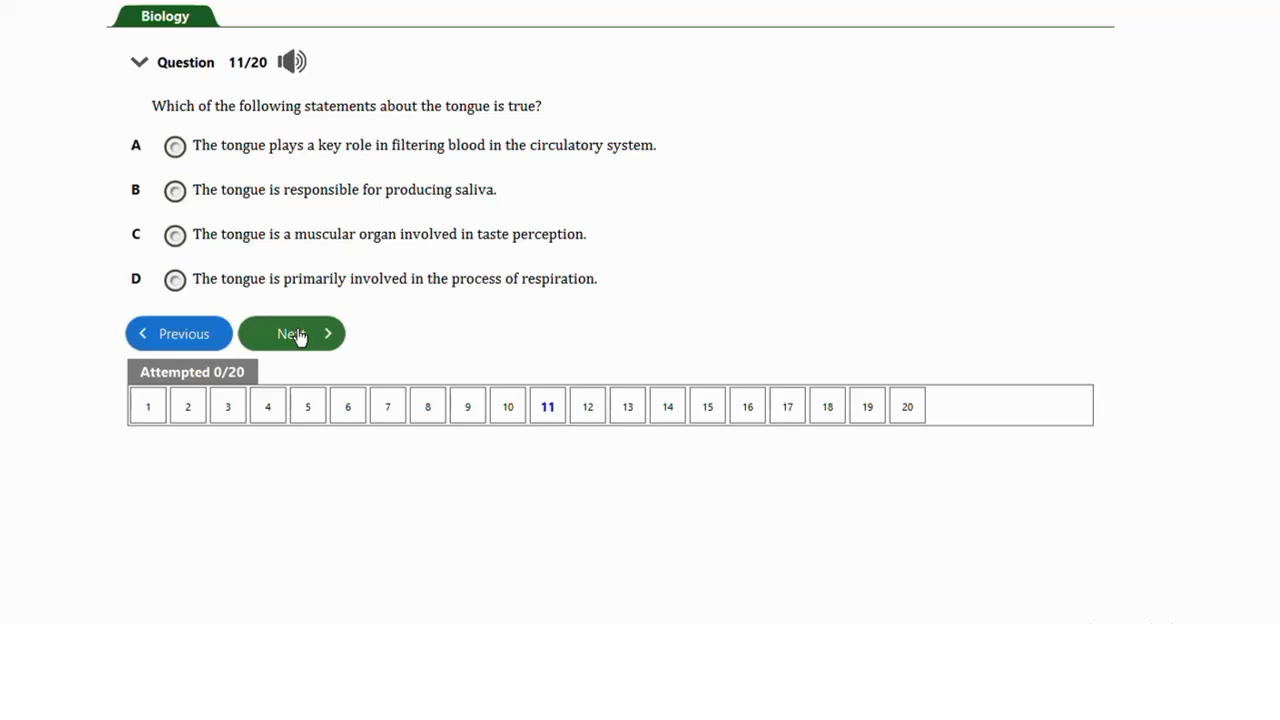 Biology
Question 11/20
Which of the following statements about the tongue is true?
A The tongue plays a key role in filtering blood in the circulatory system.
B The tongue is responsible for producing saliva.
C The tongue is a muscular organ involved in taste perception.
D The tongue is primarily involved in the process of respiration.
Previous Next
Attempted 0/20
1 2 3 4 5 6 7 8 9 10 11 12 13 14 15 16 17 18 19 20